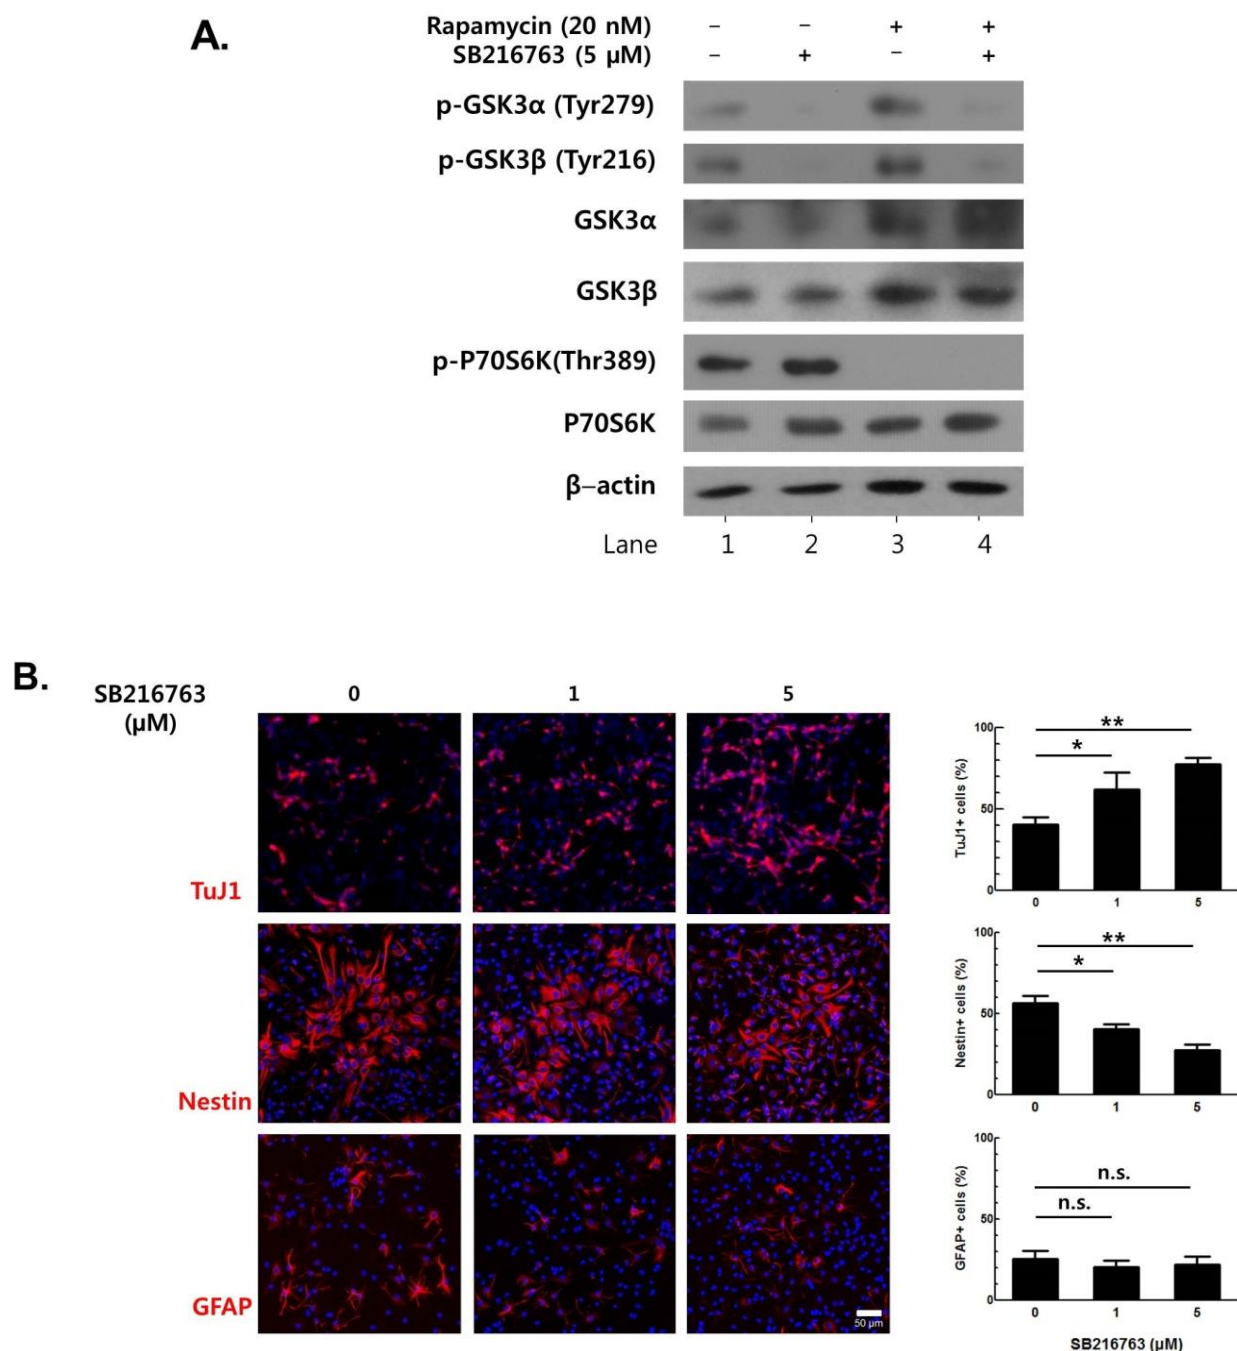 A.
Rapamycin (20 nM) – – + +
SB216763 (5 µM) – + – +
p-GSK3α (Tyr279)
p-GSK3β (Tyr216)
GSK3α
GSK3β
p-P70S6K(Thr389)
P70S6K
β–actin
Lane 1 2 3 4
B.
SB216763 (µM) 0 1 5
TuJ1
Nestin
GFAP
50 µm
TuJ1+ cells (%)
100
50
0
** 
*
0 1 5
Nestin+ cells (%)
100
50
0
**
*
0 1 5
GFAP+ cells (%)
100
50
0
n.s.
n.s.
0 1 5
SB216763 (µM)